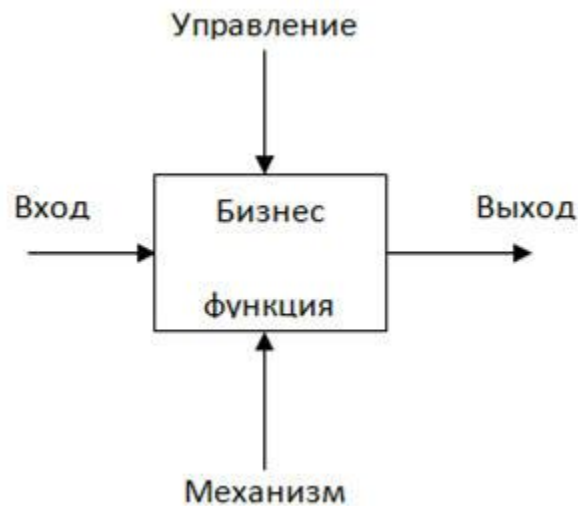 Управление
Вход
Бизнес
Выход
функция
Механизм